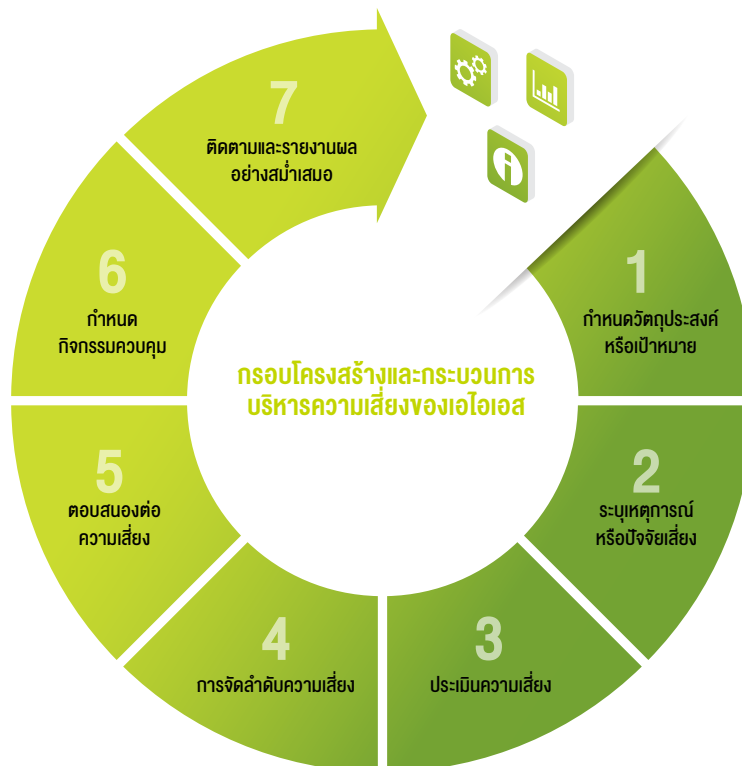 กรอบโครงสร้างและกระบวนการ
บริหารความเสี่ยงของเอไอเอส
1
กำหนดวัตถุประสงค์
หรือเป้าหมาย
2
ระบุเหตุการณ์
หรือปัจจัยเสี่ยง
3
ประเมินความเสี่ยง
4
การจัดลำดับความเสี่ยง
5
ตอบสนองต่อ
ความเสี่ยง
6
กำหนด
กิจกรรมควบคุม
7
ติดตามและรายงานผล
อย่างสม่ำเสมอ